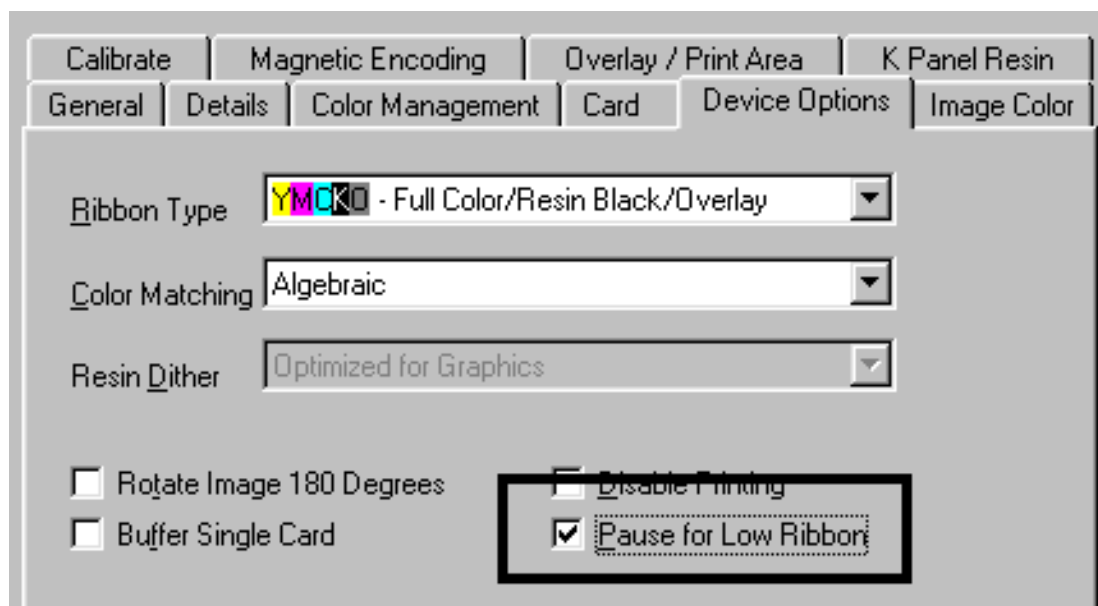 Calibrate Magnetic Encoding Overlay / Print Area K Panel Resin
General Details Color Management Card Device Options Image Color
Ribbon Type YMCKO - Full Color/Resin Black/Overlay
Color Matching Algebraic
Resin Dither Optimized for Graphics
Rotate Image 180 Degrees Disable Printing
Buffer Single Card Pause for Low Ribbon